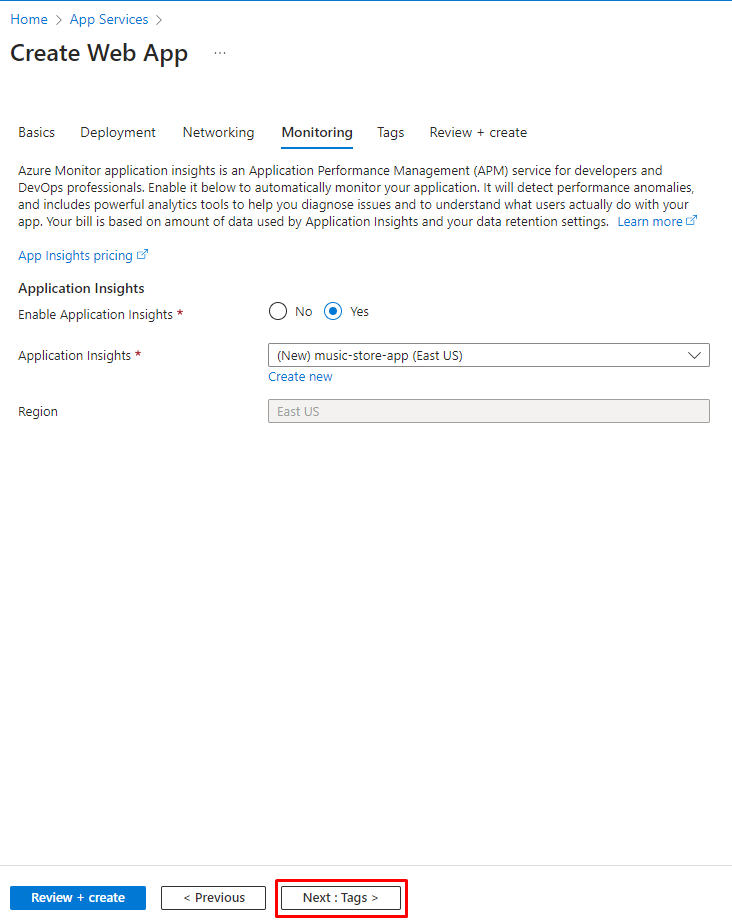 Home > App Services >
Create Web App ...
Basics Deployment Networking Monitoring Tags Review + create
Azure Monitor application insights is an Application Performance Management (APM) service for developers and
DevOps professionals. Enable it below to automatically monitor your application. It will detect performance anomalies,
and includes powerful analytics tools to help you diagnose issues and to understand what users actually do with your
app. Your bill is based on amount of data used by Application Insights and your data retention settings. Learn more
App Insights pricing
Application Insights
Enable Application Insights * No Yes
Application Insights * (New) music-store-app (East US)
Create new
Region East US
Review + create < Previous Next : Tags >